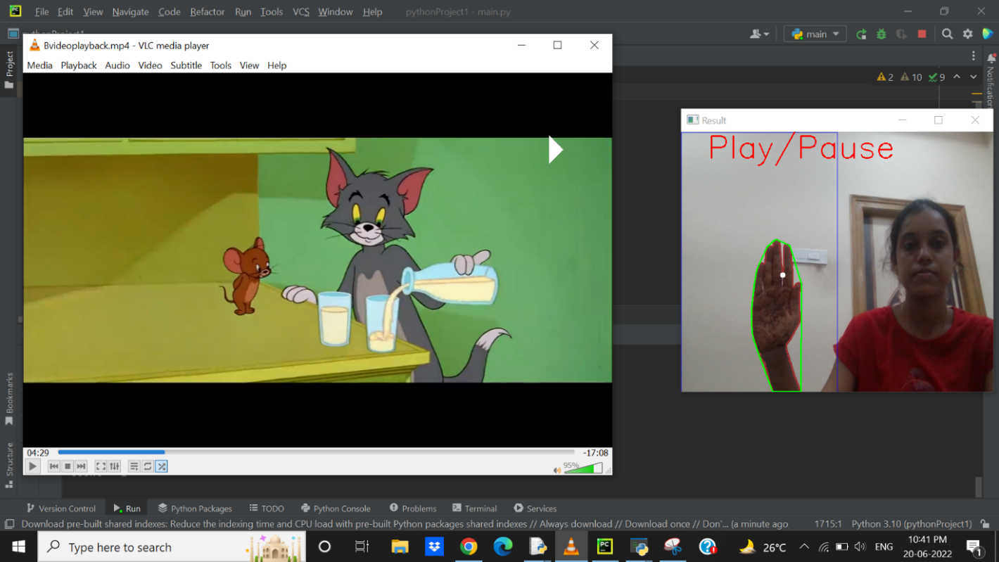 PC
File Edit View Navigate Code Refactor Run Tools VCS Window Help pythonProject1 - main.py
main
Project
Bvideoplayback.mp4 - VLC media player
Media Playback Audio Video Subtitle Tools View Help
2 10 9
Notifications
Result
Play/Pause
04:29 -17:08
95%
Bookmarks
Structure
Version Control Run Python Packages TODO Python Console Problems Terminal Services
Download pre-built shared indexes: Reduce the indexing time and CPU load with pre-built Python packages shared indexes // Always download // Download once // Don'... (a minute ago 1715:1 Python 3.10 (pythonProject1)
Type here to search
PC
26°C ENG
10:41 PM
20-06-2022
1